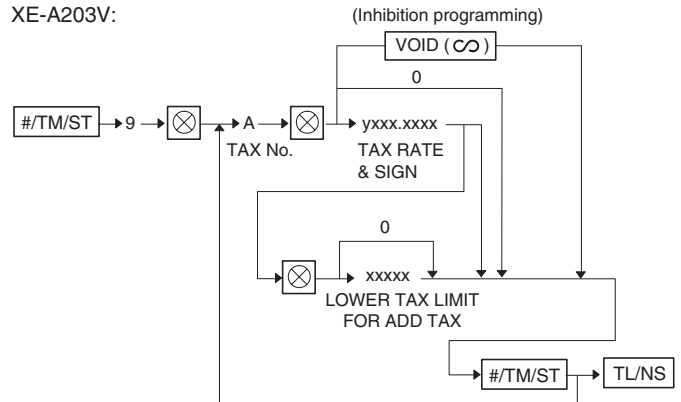 XE-A203V:
(Inhibition programming)
VOID ( )
0
#/TM/ST 9 ⊗ A ⊗ yxxx.xxxx
TAX No. TAX RATE
& SIGN
0
⊗ xxxxx
LOWER TAX LIMIT
FOR ADD TAX
#/TM/ST TL/NS